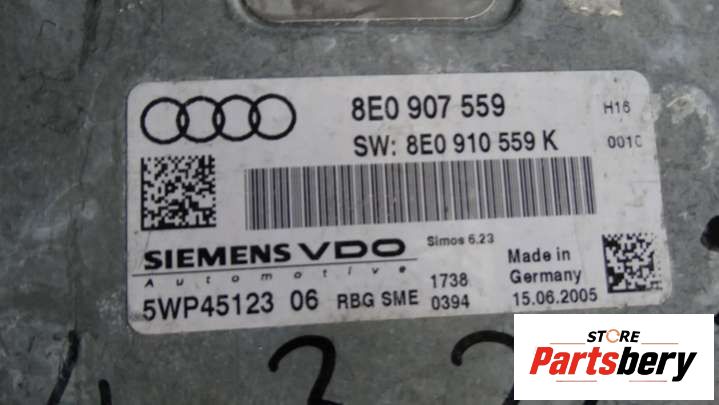 8E0 907 559
H16
SW: 8E0 910 559 K
001C
SIEMENS VDO
Automotive
Simos 6.23
Made in
Germany
5WP45123 06
RBG SME
1738
0394
15.06.2005
STORE
Partsbery